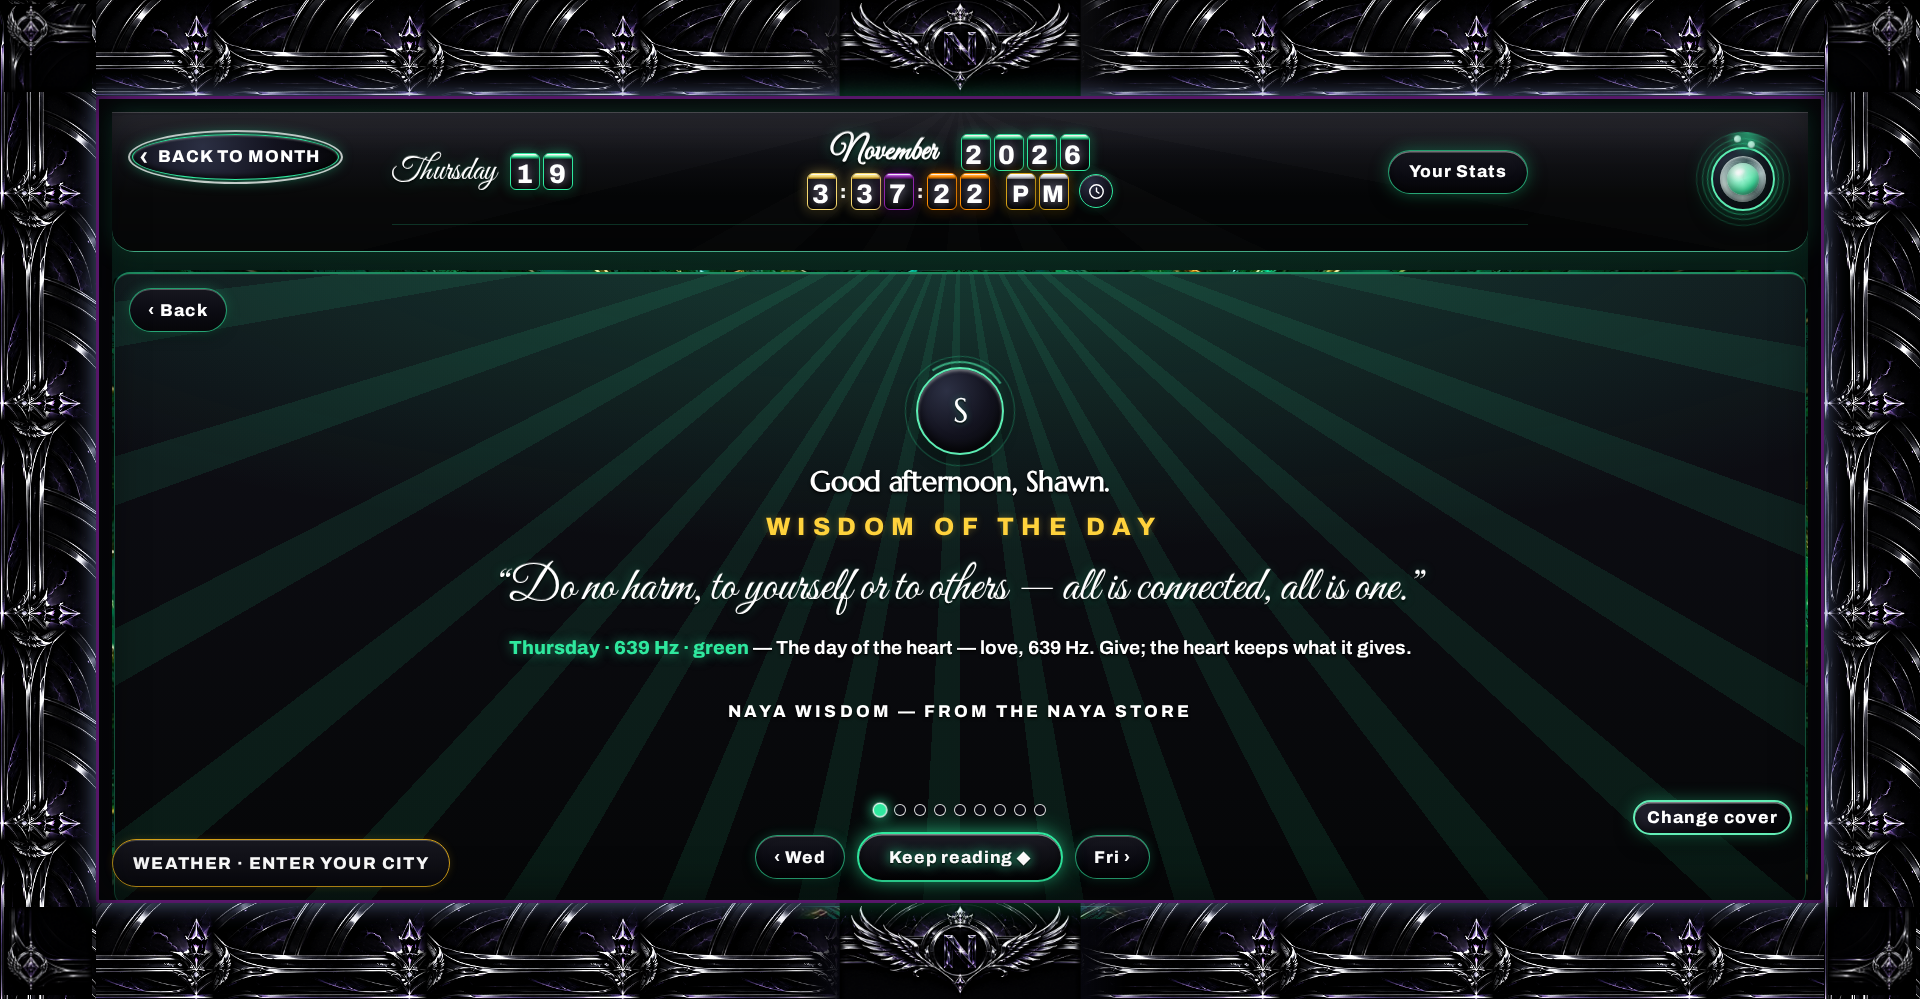 N
‹ BACK TO MONTH
Thursday 19
November 2026
3:37:22 PM
Your Stats
‹ Back
S
Good afternoon, Shawn.
WISDOM OF THE DAY
“Do no harm, to yourself or to others — all is connected, all is one.”
Thursday · 639 Hz · green — The day of the heart — love, 639 Hz. Give; the heart keeps what it gives.
NAYA WISDOM — FROM THE NAYA STORE
Change cover
WEATHER · ENTER YOUR CITY
‹ Wed
Keep reading ◆
Fri ›
N